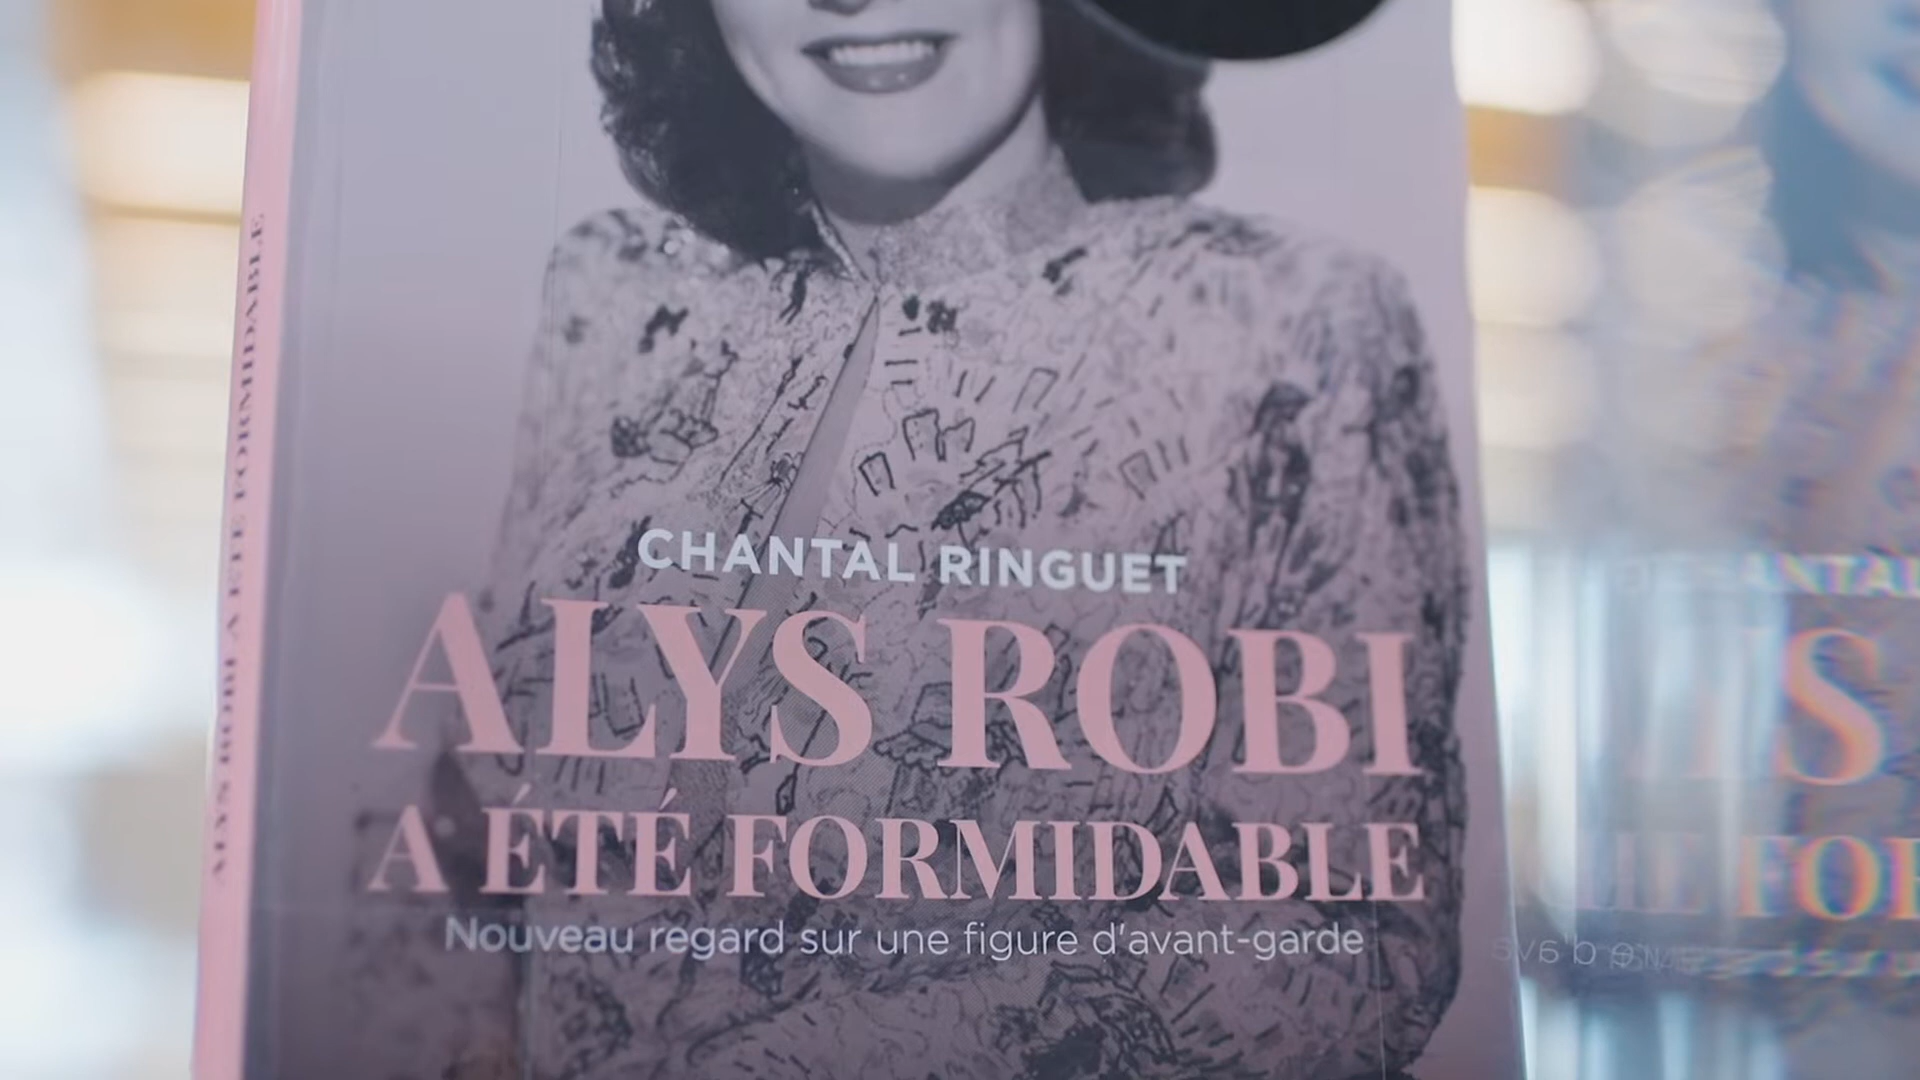 CHANTAL RINGUET
ALYS ROBI
A ÉTÉ FORMIDABLE
Nouveau regard sur une figure d'avant-garde
ALYS ROBI A ÉTÉ FORMIDABLE